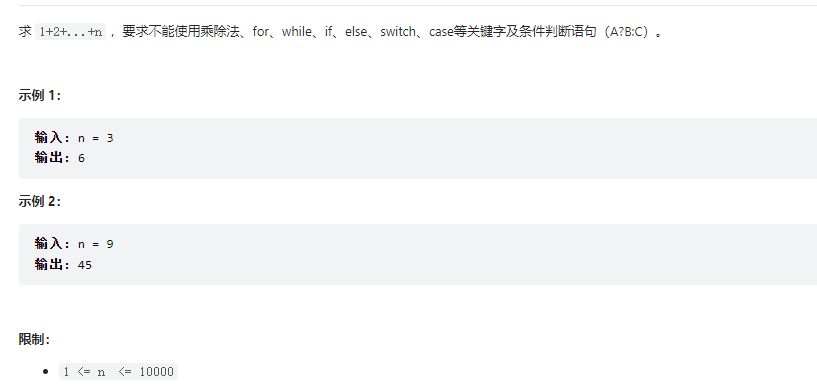 求 1+2+...+n ，要求不能使用乘除法、for、while、if、else、switch、case等关键字及条件判断语句（A?B:C）。
示例 1：
输入: n = 3
输出: 6
示例 2：
输入: n = 9
输出: 45
限制：
• 1 <= n <= 10000